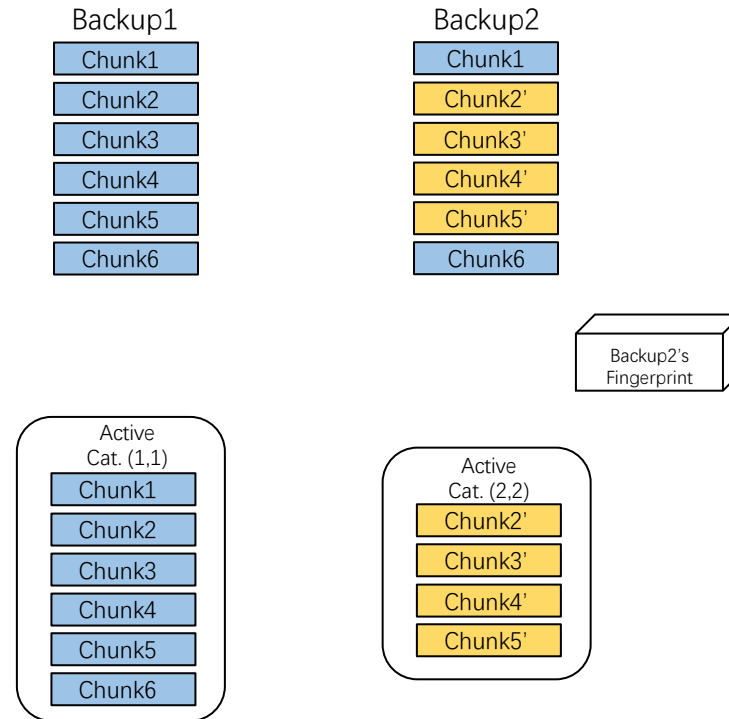 Backup1
Chunk1
Chunk2
Chunk3
Chunk4
Chunk5
Chunk6
Backup2
Chunk1
Chunk2’
Chunk3’
Chunk4’
Chunk5’
Chunk6
Backup2's
Fingerprint
Active
Cat. (1,1)
Chunk1
Chunk2
Chunk3
Chunk4
Chunk5
Chunk6
Active
Cat. (2,2)
Chunk2’
Chunk3’
Chunk4’
Chunk5’